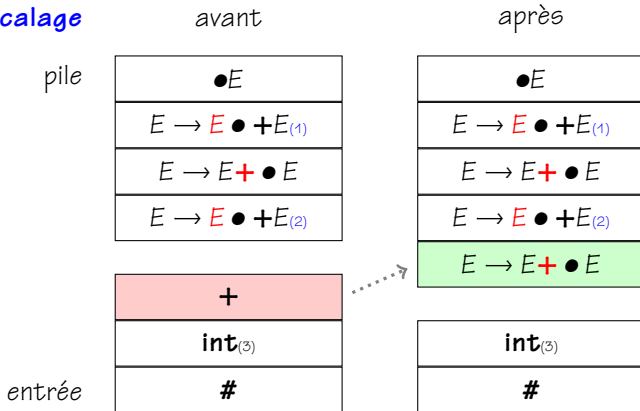 calage avant après
pile ●E ●E
E → E ● +E(1) E → E ● +E(1)
E → E+ ● E E → E+ ● E
E → E ● +E(2) E → E ● +E(2)
E → E+ ● E
+
int(3) int(3)
entrée # #